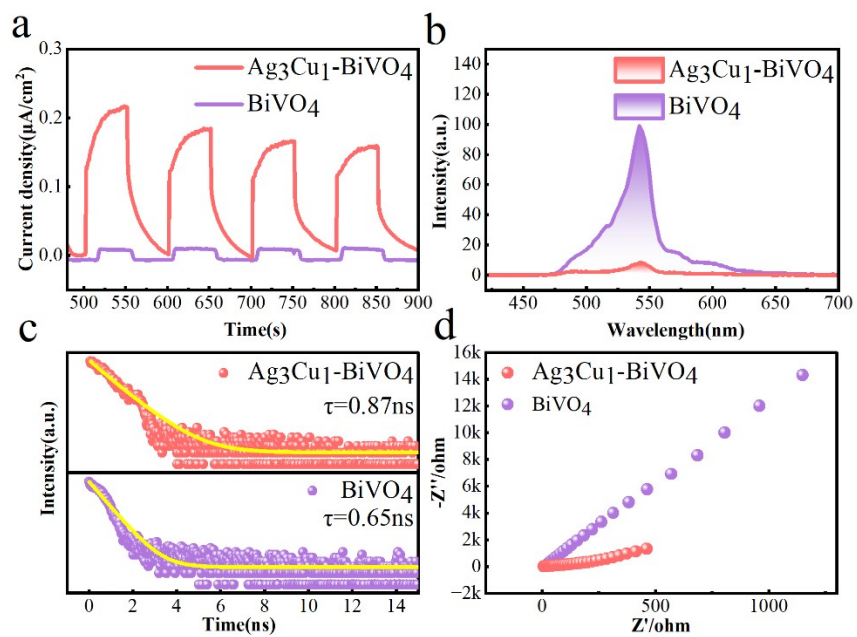 a
Current density(μA/cm²)
0.3
0.2
0.1
0.0
Ag₃Cu₁-BiVO₄
BiVO₄
500 550 600 650 700 750 800 850 900
Time(s)
b
Intensity(a.u.)
140
120
100
80
60
40
20
0
Ag₃Cu₁-BiVO₄
BiVO₄
450 500 550 600 650 700
Wavelength(nm)
c
Intensity(a.u.)
Ag₃Cu₁-BiVO₄
τ=0.87ns
BiVO₄
τ=0.65ns
0 2 4 6 8 10 12 14
Time(ns)
d
-Z''/ohm
16k
14k
12k
10k
8k
6k
4k
2k
0
−2k
Ag₃Cu₁-BiVO₄
BiVO₄
0 500 1000
Z'/ohm